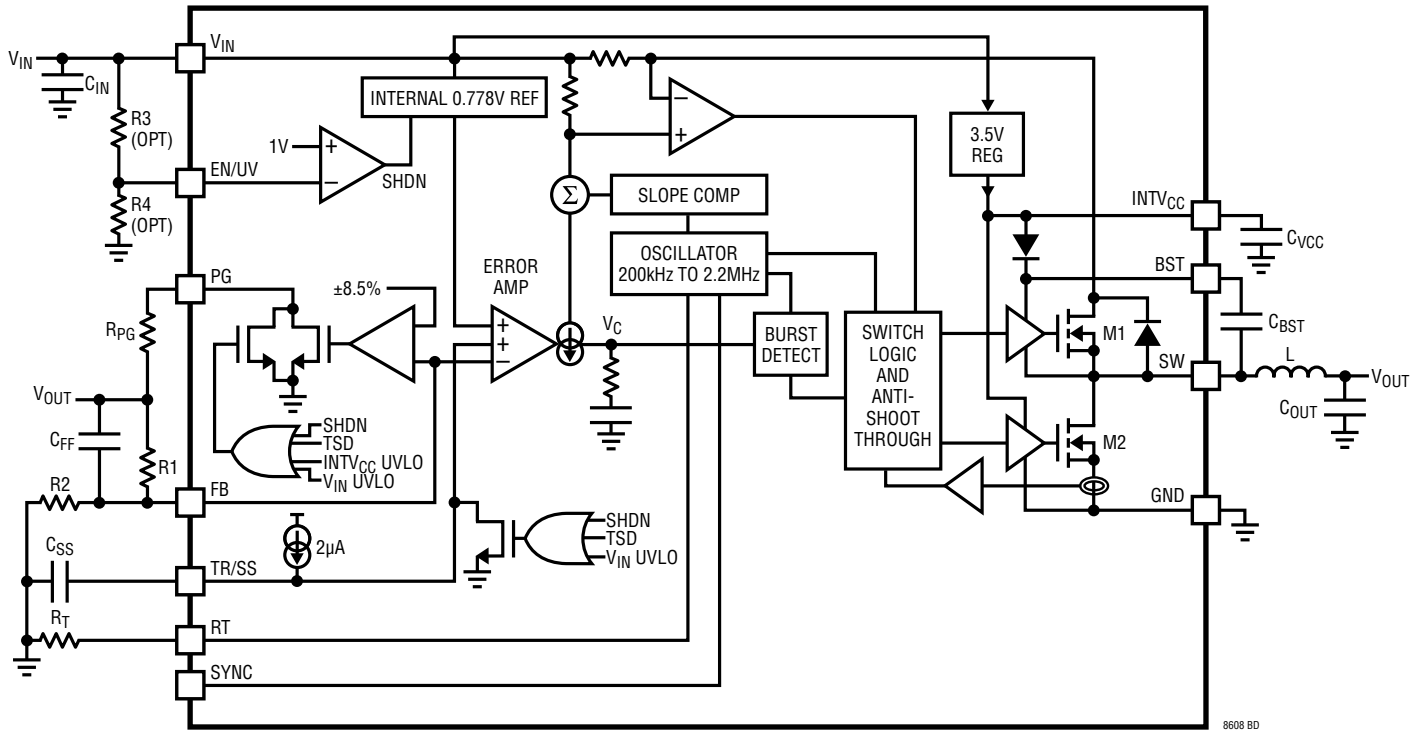 VIN
VIN
CIN
R3
(OPT)
R4
(OPT)
EN/UV
1V
+
–
SHDN
INTERNAL 0.778V REF
–
+
Σ
SLOPE COMP
OSCILLATOR
200kHz TO 2.2MHz
3.5V
REG
INTVCC
CVCC
BST
CBST
PG
RPG
±8.5%
ERROR
AMP
+
+
–
VC
BURST
DETECT
SWITCH
LOGIC
AND
ANTI-
SHOOT
THROUGH
M1
SW
L
VOUT
COUT
M2
GND
VOUT
CFF
R1
R2
FB
SHDN
TSD
INTVCC UVLO
VIN UVLO
SHDN
TSD
VIN UVLO
2µA
CSS
TR/SS
RT
RT
SYNC
8608 BD